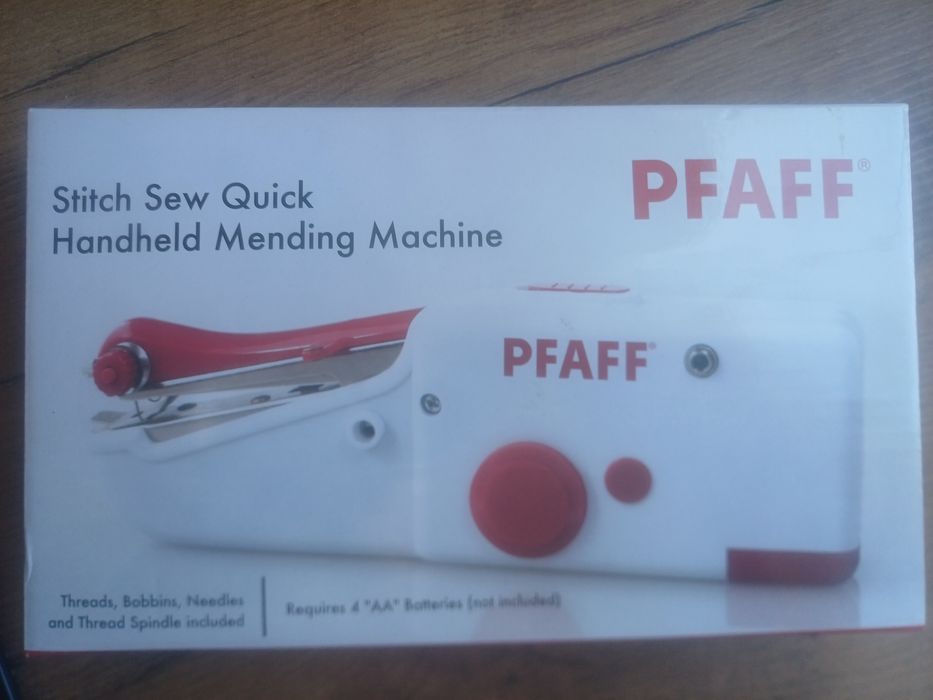 PFAFF®
Stitch Sew Quick
Handheld Mending Machine
PFAFF®
Threads, Bobbins, Needles
and Thread Spindle included
Requires 4 "AA" Batteries (not included)